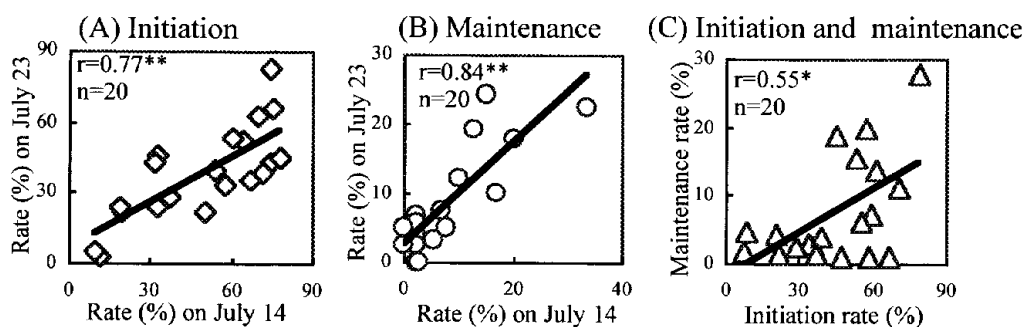 (A) Initiation
90
60
30
0
Rate (%) on July 23
r=0.77**
n=20
0 30 60 90
Rate (%) on July 14
(B) Maintenance
30
20
10
0
Rate (%) on July 23
r=0.84**
n=20
0 20 40
Rate (%) on July 14
(C) Initiation and maintenance
30
20
10
0
Maintenance rate (%)
r=0.55*
n=20
0 30 60 90
Initiation rate (%)